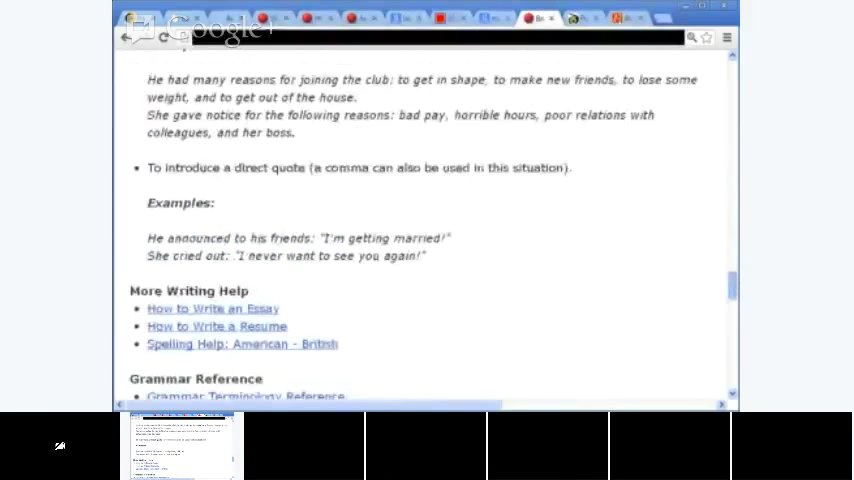 Google+
He had many reasons for joining the club: to get in shape, to make new friends, to lose some
weight, and to get out of the house.
She gave notice for the following reasons: bad pay, horrible hours, poor relations with
colleagues, and her boss.
• To introduce a direct quote (a comma can also be used in this situation).
Examples:
He announced to his friends: "I'm getting married!"
She cried out: "I never want to see you again!"
More Writing Help
• How to Write an Essay
• How to Write a Resume
• Spelling Help: American - British
Grammar Reference
• Grammar Terminology Reference